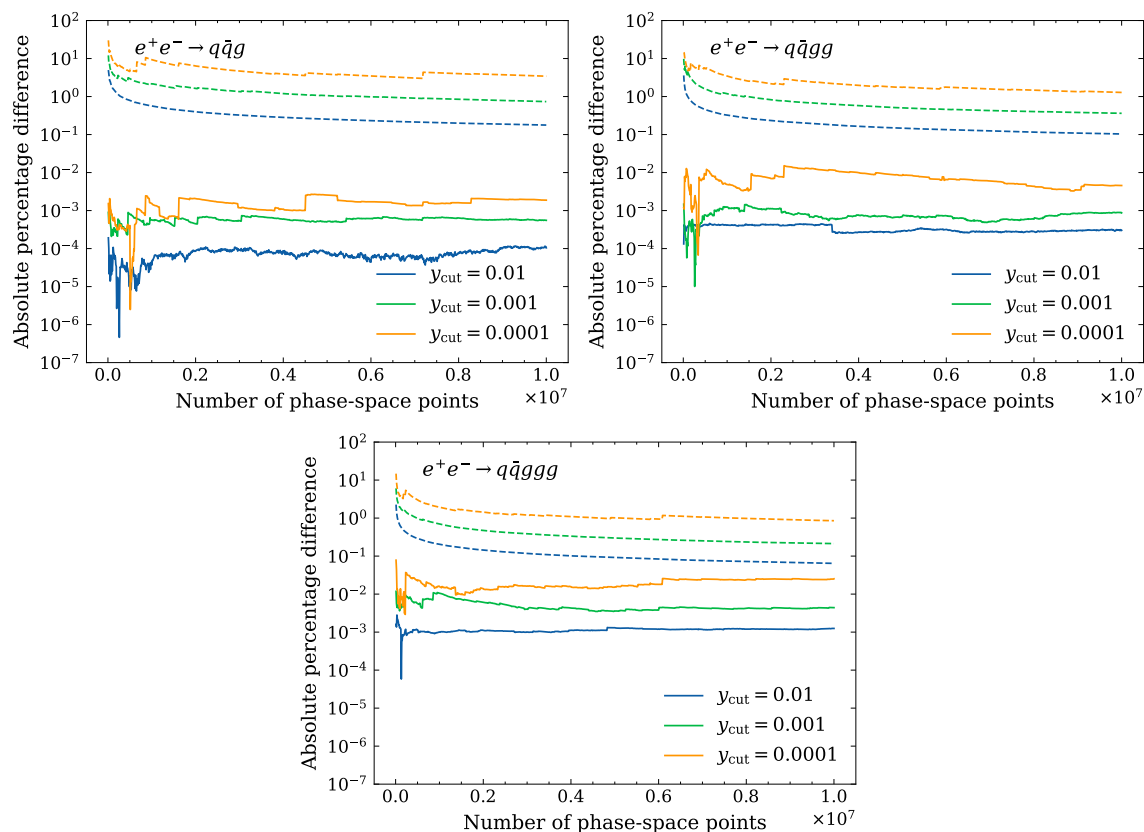 10^2
10^1
10^0
10^-1
10^-2
10^-3
10^-4
10^-5
10^-6
10^-7
Absolute percentage difference
e^+e^- → qq̄g
y_cut = 0.01
y_cut = 0.001
y_cut = 0.0001
0.0 0.2 0.4 0.6 0.8 1.0
×10^7
Number of phase-space points
10^2
10^1
10^0
10^-1
10^-2
10^-3
10^-4
10^-5
10^-6
10^-7
Absolute percentage difference
e^+e^- → qq̄gg
y_cut = 0.01
y_cut = 0.001
y_cut = 0.0001
0.0 0.2 0.4 0.6 0.8 1.0
×10^7
Number of phase-space points
10^2
10^1
10^0
10^-1
10^-2
10^-3
10^-4
10^-5
10^-6
10^-7
Absolute percentage difference
e^+e^- → qq̄ggg
y_cut = 0.01
y_cut = 0.001
y_cut = 0.0001
0.0 0.2 0.4 0.6 0.8 1.0
×10^7
Number of phase-space points